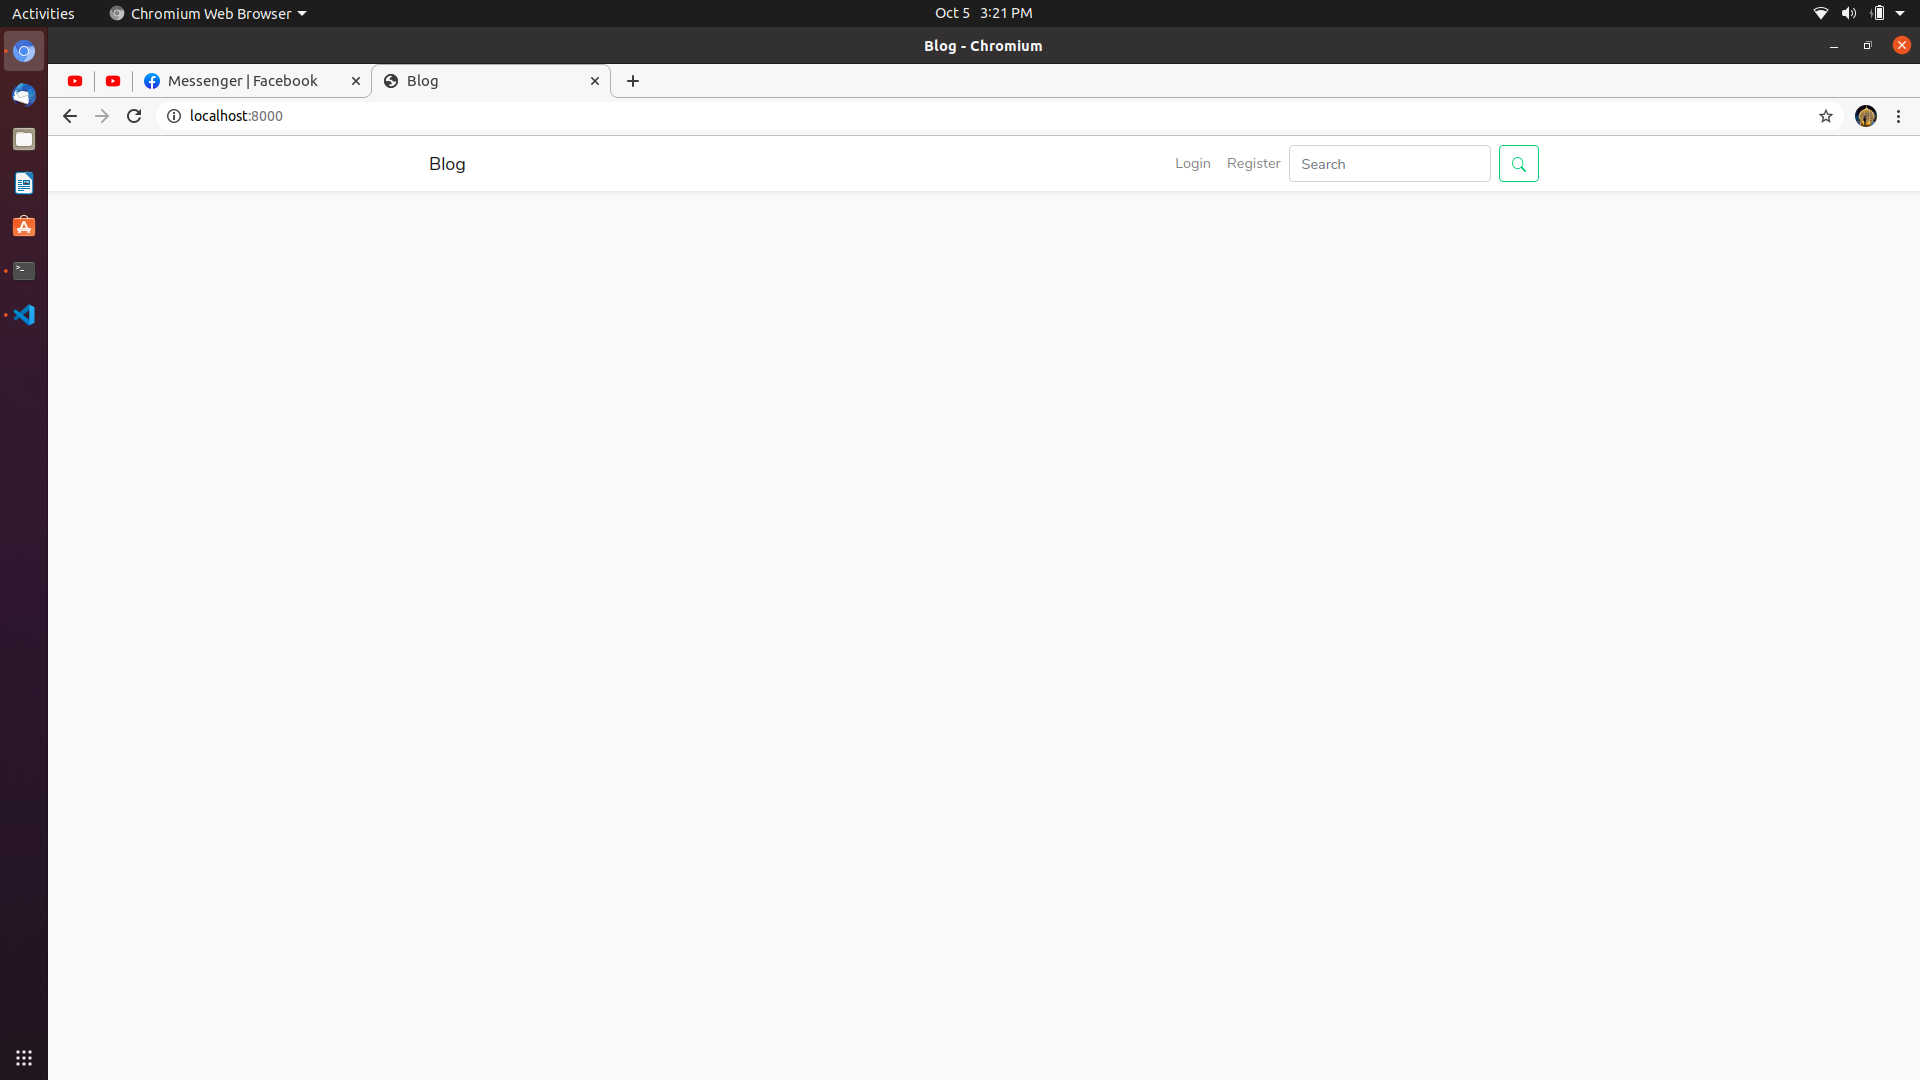 Activities
Chromium Web Browser
Oct 5 3:21 PM
Blog - Chromium
Messenger | Facebook
Blog
localhost:8000
Blog
Login
Register
Search